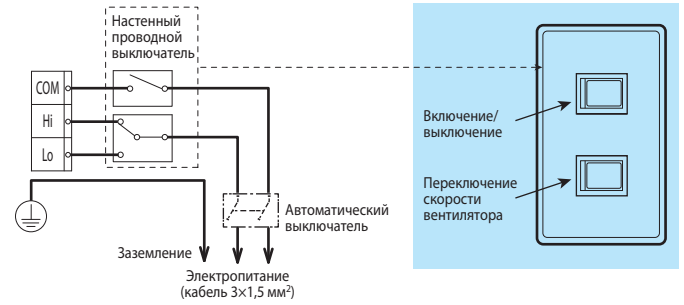 Настенный
проводной
выключатель
COM
Hi
Lo
Автоматический
выключатель
Заземление
Электропитание
(кабель 3×1,5 мм²)
Включение/
выключение
Переключение
скорости
вентилятора